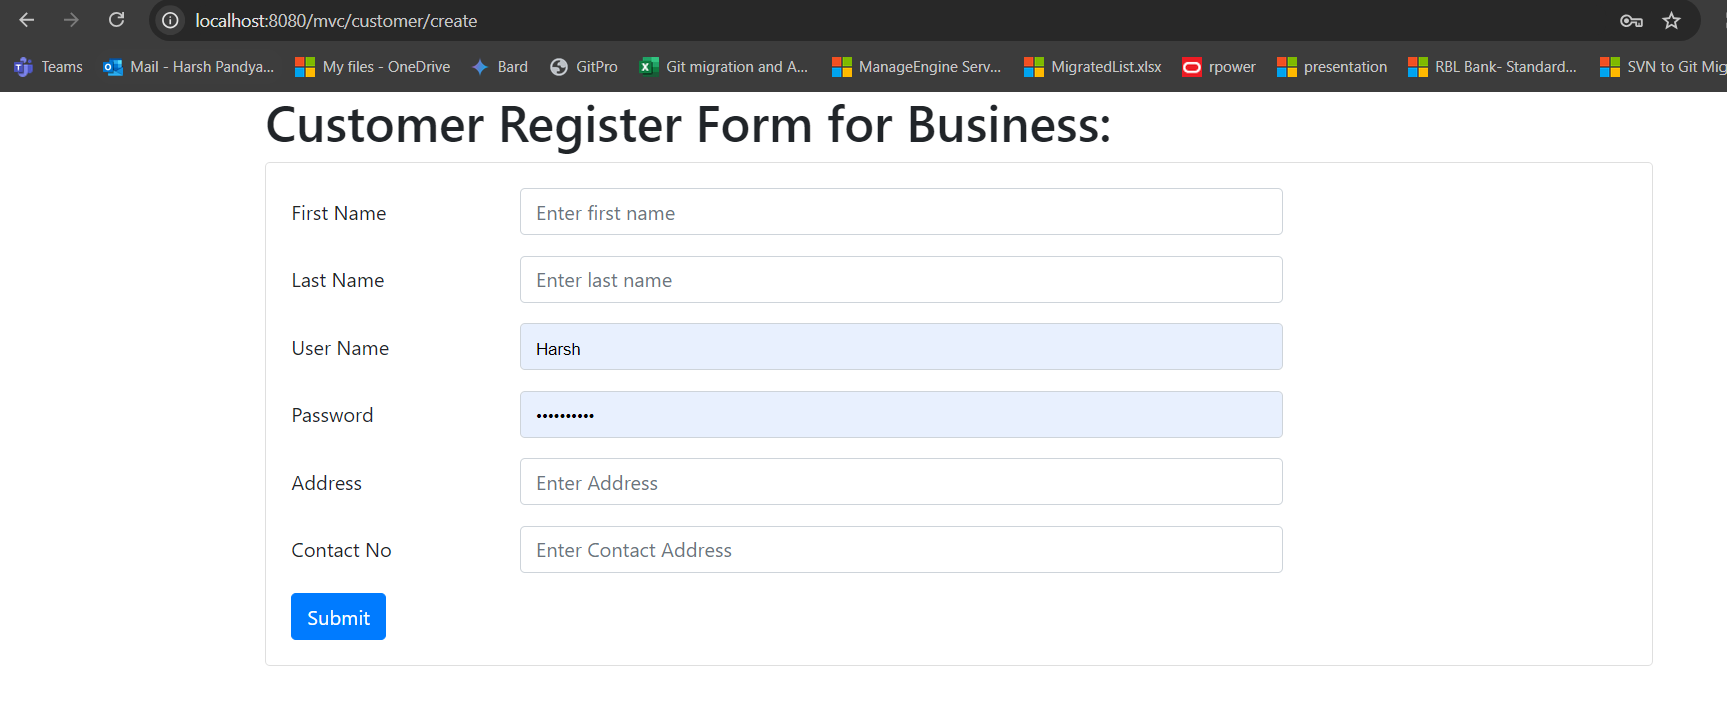 localhost:8080/mvc/customer/create
Teams Mail - Harsh Pandya... My files - OneDrive Bard GitPro Git migration and A... ManageEngine Serv... MigratedList.xlsx rpower presentation RBL Bank- Standard... SVN to Git Mig
Customer Register Form for Business:
First Name Enter first name
Last Name Enter last name
User Name Harsh
Password ••••••••••
Address Enter Address
Contact No Enter Contact Address
Submit